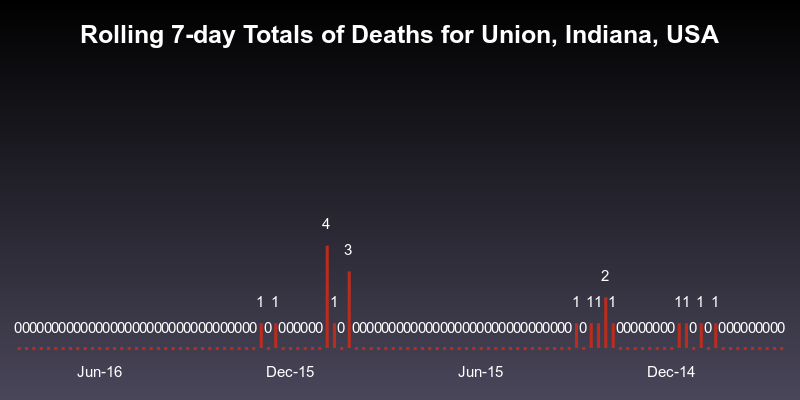 Rolling 7-day Totals of Deaths for Union, Indiana, USA
4
3
2
1 1 1 1 11 1 11 1 1
000000000000000000000000000000000 0 000000 0 000000000000000000000000000000 0 00000000 0 0 000000000
Jun-16 Dec-15 Jun-15 Dec-14